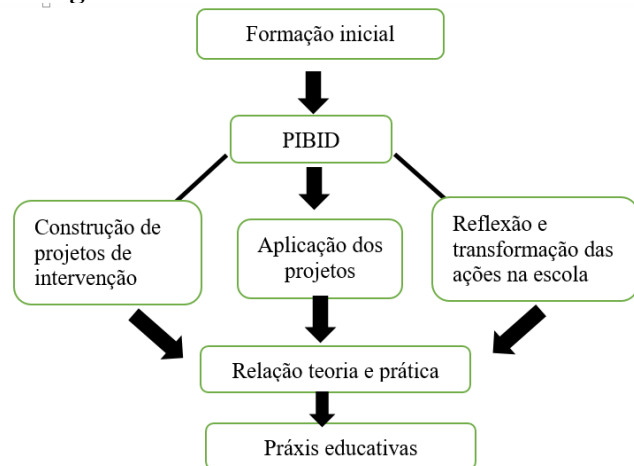 Formação inicial
PIBID
Construção de
projetos de
intervenção
Aplicação dos
projetos
Reflexão e
transformação das
ações na escola
Relação teoria e prática
Práxis educativas